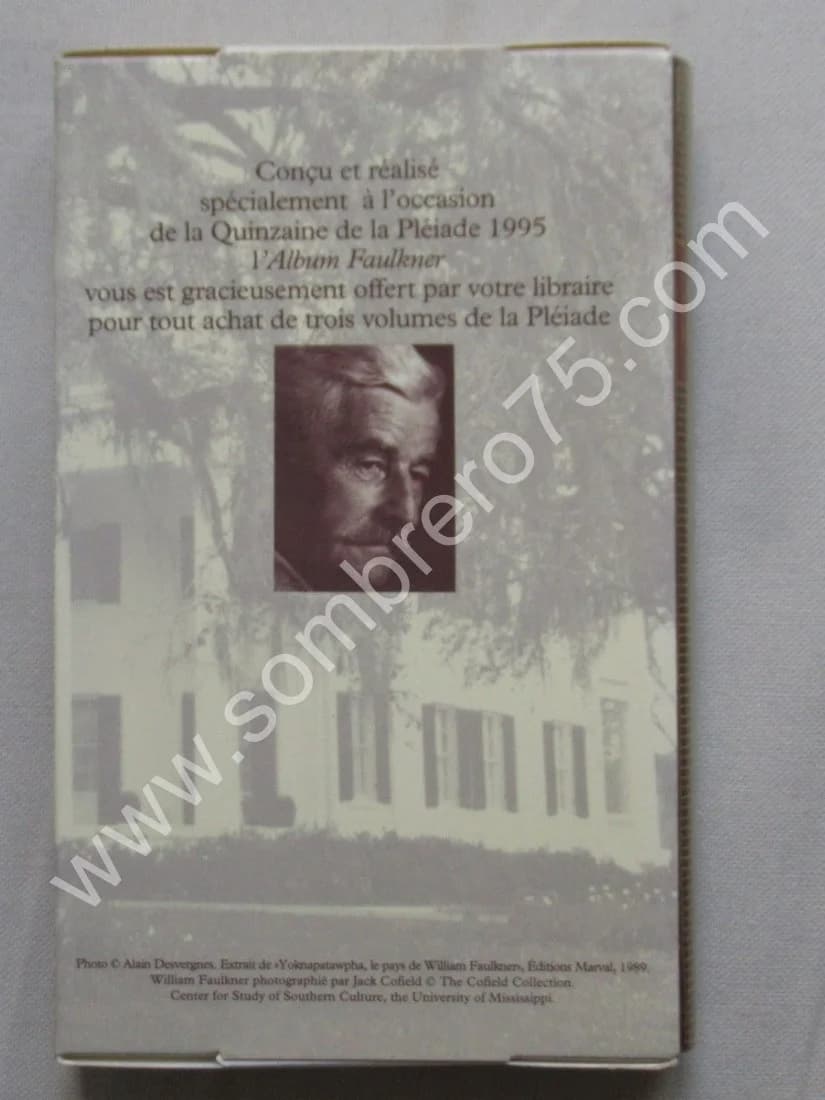 Conçu et réalisé
spécialement à l'occasion
de la Quinzaine de la Pléiade 1995
l'Album Faulkner
vous est gracieusement offert par votre libraire
pour tout achat de trois volumes de la Pléiade
www.sombrero75.com
Photo © Alain Desvergnes. Extrait de «Yoknapatawpha, le pays de William Faulkner», Éditions Marval, 1989.
William Faulkner photographié par Jack Cofield © The Cofield Collection.
Center for Study of Southern Culture, the University of Mississippi.